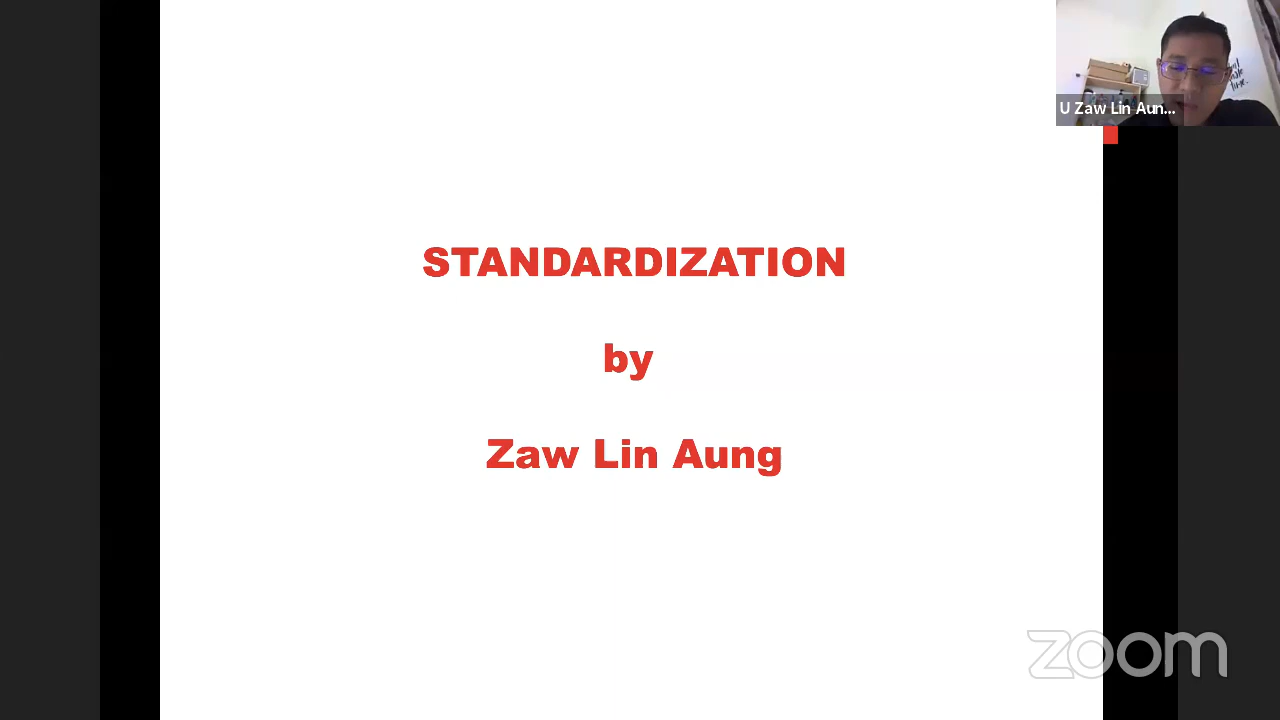 U Zaw Lin Aun...
STANDARDIZATION
by
Zaw Lin Aung
zoom